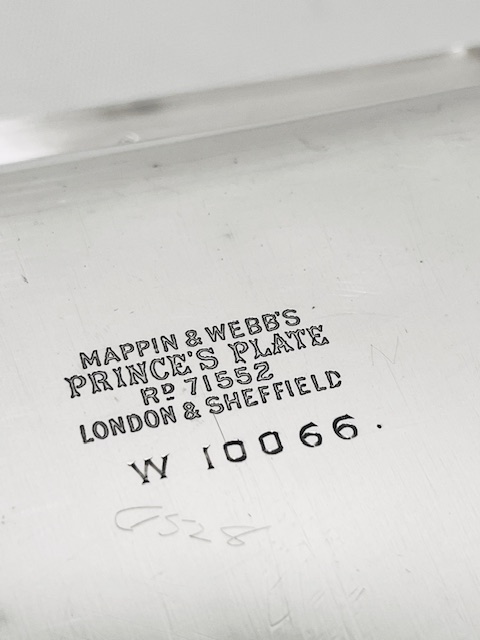 MAPPIN & WEBB'S
PRINCE'S PLATE
RD 71552
LONDON & SHEFFIELD
W 10066.